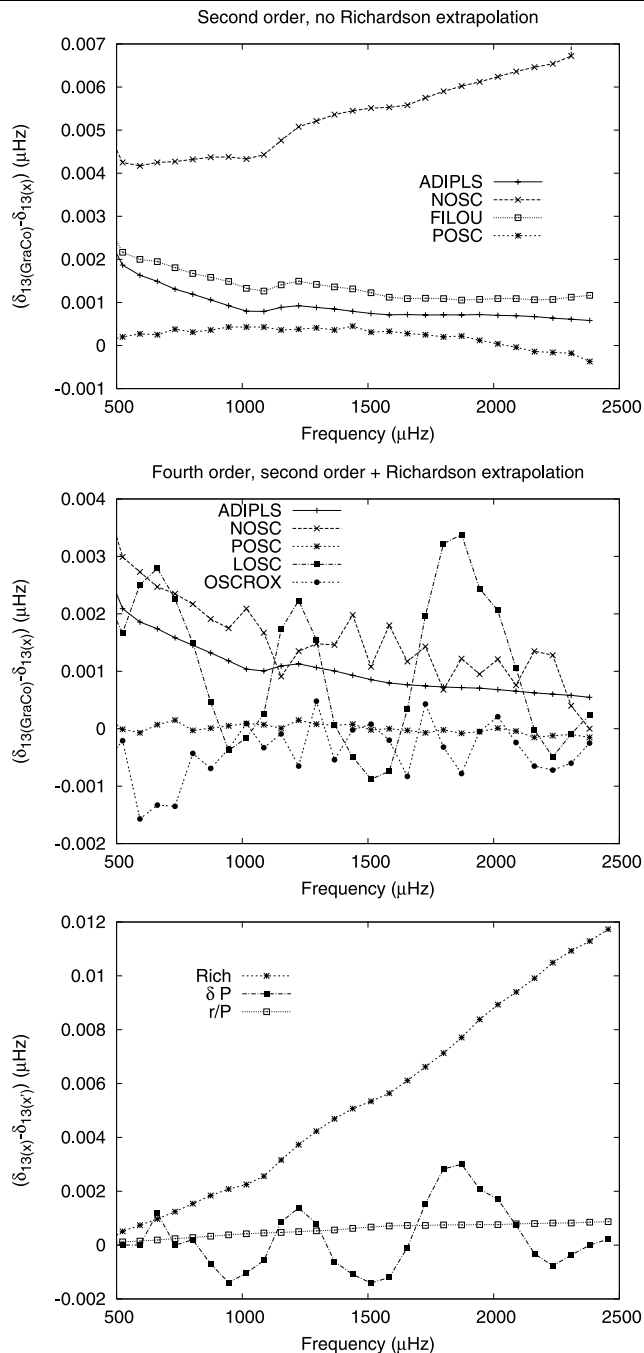 Second order, no Richardson extrapolation
0.007
0.006
0.005
0.004
0.003
0.002
0.001
0
-0.001
(δ13(GraCo)-δ13(x)) (μHz)
ADIPLS
NOSC
FILOU
POSC
500
1000
1500
2000
2500
Frequency (μHz)
Fourth order, second order + Richardson extrapolation
0.004
0.003
0.002
0.001
0
-0.001
-0.002
(δ13(GraCo)-δ13(x)) (μHz)
ADIPLS
NOSC
POSC
LOSC
OSCROX
500
1000
1500
2000
2500
Frequency (μHz)
0.012
0.01
0.008
0.006
0.004
0.002
0
-0.002
(δ13(x)-δ13(x')) (μHz)
Rich
δ P
r/P
500
1000
1500
2000
2500
Frequency (μHz)